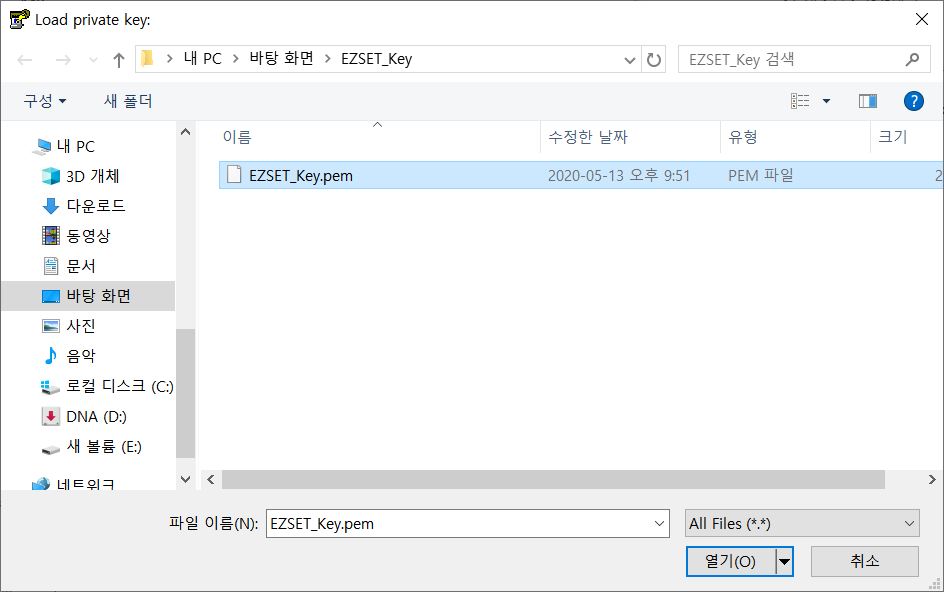 Load private key:
내 PC > 바탕 화면 > EZSET_Key
EZSET_Key 검색
구성
새 폴더
내 PC
3D 개체
다운로드
동영상
문서
바탕 화면
사진
음악
로컬 디스크 (C:)
DNA (D:)
새 볼륨 (E:)
네트워크
이름 수정한 날짜 유형 크기
EZSET_Key.pem 2020-05-13 오후 9:51 PEM 파일 2
파일 이름(N): EZSET_Key.pem
All Files (*.*)
열기(O) 취소